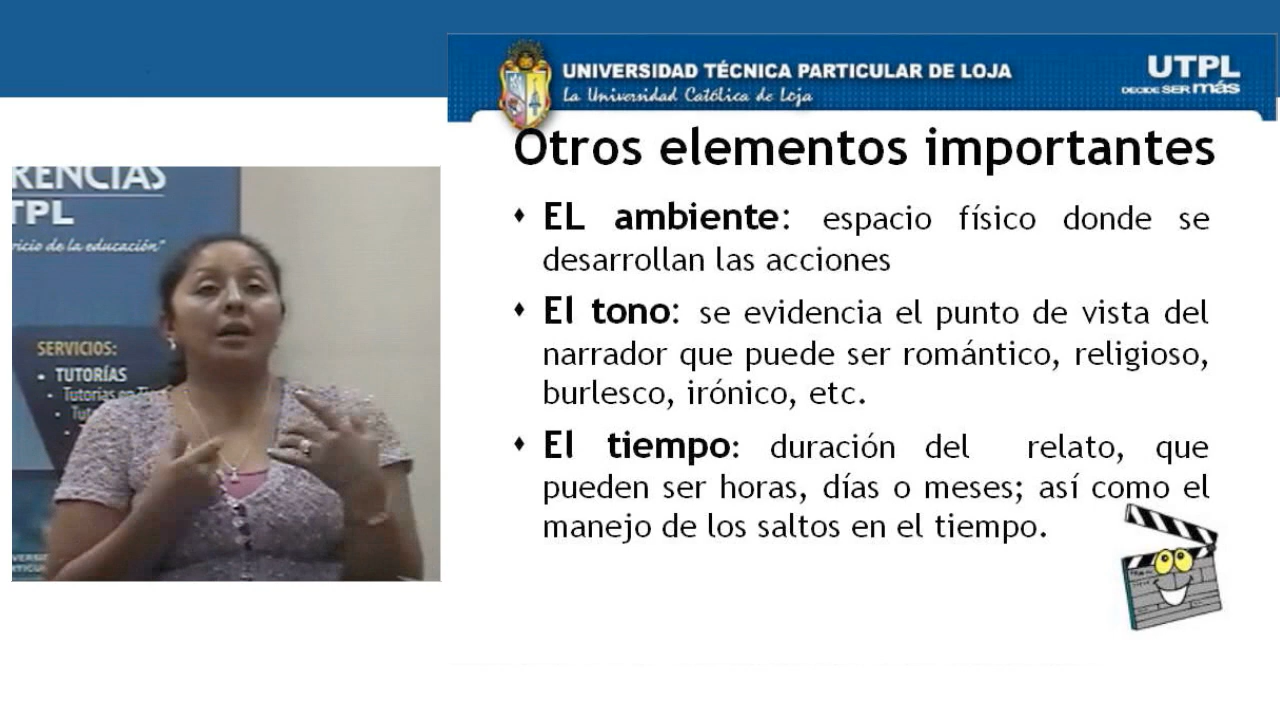 UNIVERSIDAD TÉCNICA PARTICULAR DE LOJA
La Universidad Católica de Loja
UTPL
DECIDE SER más
Otros elementos importantes
EL ambiente: espacio físico donde se
desarrollan las acciones
El tono: se evidencia el punto de vista del
narrador que puede ser romántico, religioso,
burlesco, irónico, etc.
El tiempo: duración del relato, que
pueden ser horas, días o meses; así como el
manejo de los saltos en el tiempo.
RENCIAS
TPL
vicio de la educación"
SERVICIOS:
• TUTORÍAS
- Tutorías en